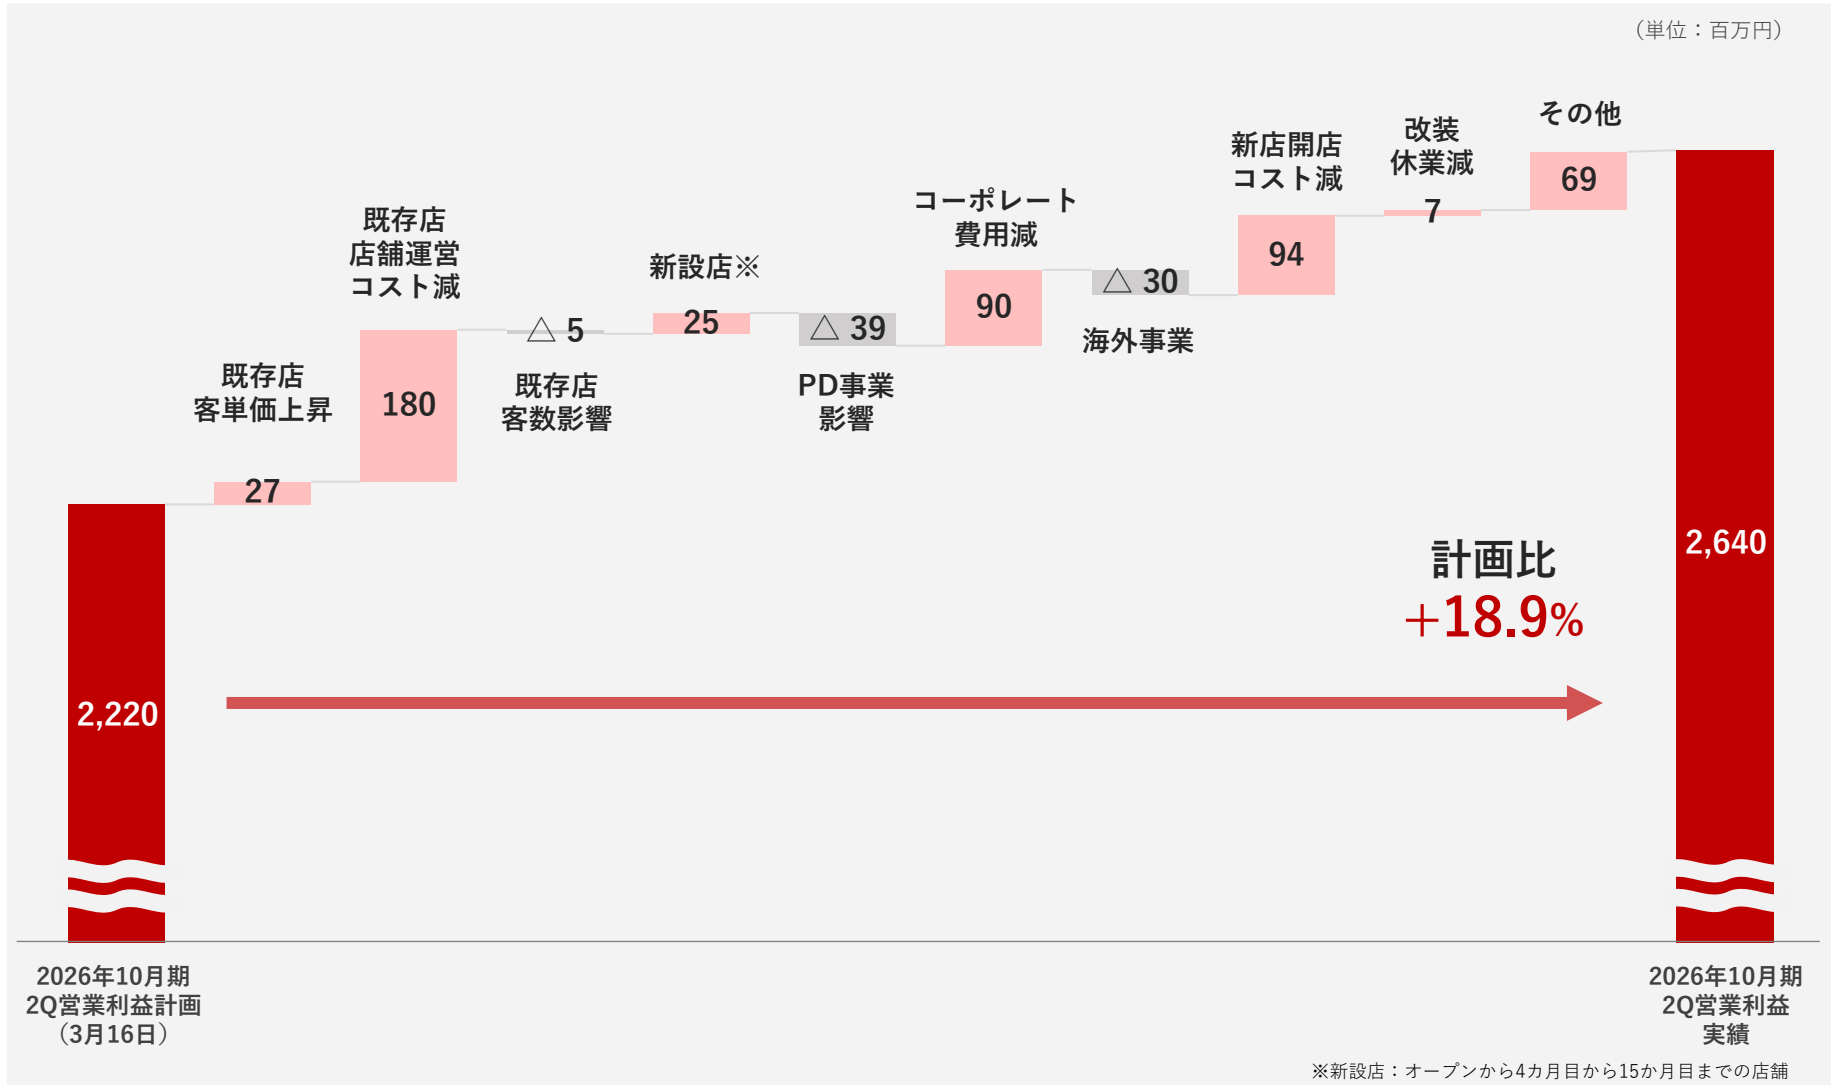 （単位：百万円）
既存店
客単価上昇
27
既存店
店舗運営
コスト減
180
△ 5
既存店
客数影響
新設店※
25
△ 39
PD事業
影響
コーポレート
費用減
90
△ 30
海外事業
新店開店
コスト減
94
改装
休業減
7
その他
69
2,220
2,640
計画比
＋18.9%
2026年10月期
2Q営業利益計画
（3月16日）
2026年10月期
2Q営業利益
実績
※新設店：オープンから4カ月目から15か月目までの店舗